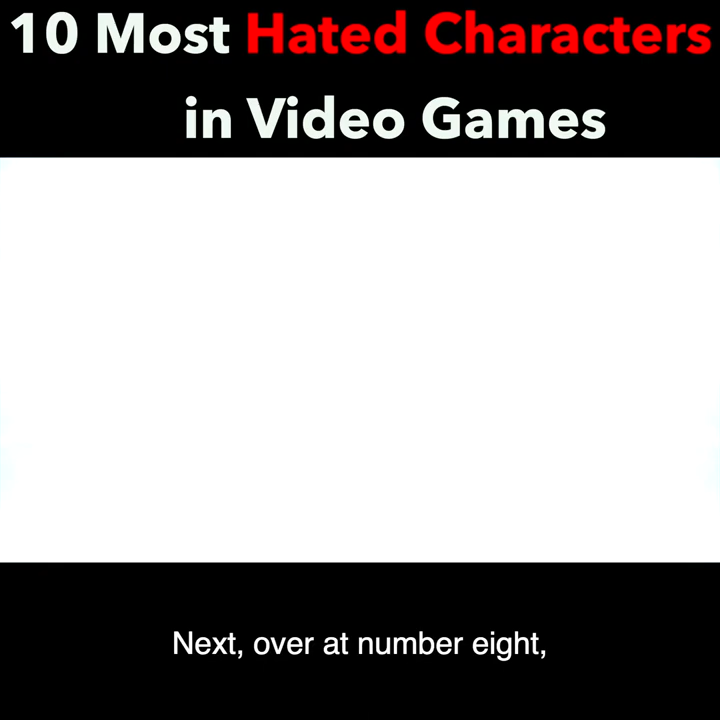 10 Most Hated Characters
in Video Games
Next, over at number eight,